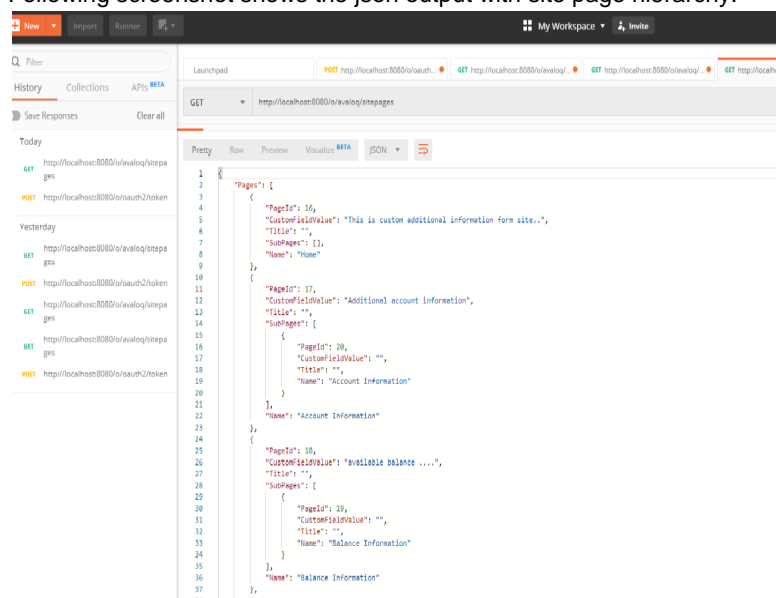 Following screenshot shows the json output with site page hierarchy:
New Import Runner My Workspace Invite
Filter
History Collections APIs BETA
Save Responses Clear all
Today
GET http://localhost:8080/o/avaloq/sitepa
ges
POST http://localhost:8080/o/oauth2/token
Yesterday
GET http://localhost:8080/o/avaloq/sitepa
ges
POST http://localhost:8080/o/oauth2/token
GET http://localhost:8080/o/avaloq/sitepa
ges
GET http://localhost:8080/o/avaloq/sitepa
ges
POST http://localhost:8080/o/oauth2/token
Launchpad POST http://localhost:8080/o/oauth... GET http://localhost:8080/o/avaloq/... GET http://localhost:8080/o/avaloq/... GET http://localh
GET http://localhost:8080/o/avaloq/sitepages
Pretty Raw Preview Visualize BETA JSON
1 {
2 "Pages": [
3 {
4 "PageId": 16,
5 "CustomFieldValue": "This is custom additional information form site..",
6 "Title": "",
7 "SubPages": [],
8 "Name": "Home"
9 },
10 {
11 "PageId": 17,
12 "CustomFieldValue": "Additional account information",
13 "Title": "",
14 "SubPages": [
15 {
16 "PageId": 20,
17 "CustomFieldValue": "",
18 "Title": "",
19 "Name": "Account Information"
20 }
21 ],
22 "Name": "Account Information"
23 },
24 {
25 "PageId": 18,
26 "CustomFieldValue": "available balance ....",
27 "Title": "",
28 "SubPages": [
29 {
30 "PageId": 19,
31 "CustomFieldValue": "",
32 "Title": "",
33 "Name": "Balance Information"
34 }
35 ],
36 "Name": "Balance Information"
37 },